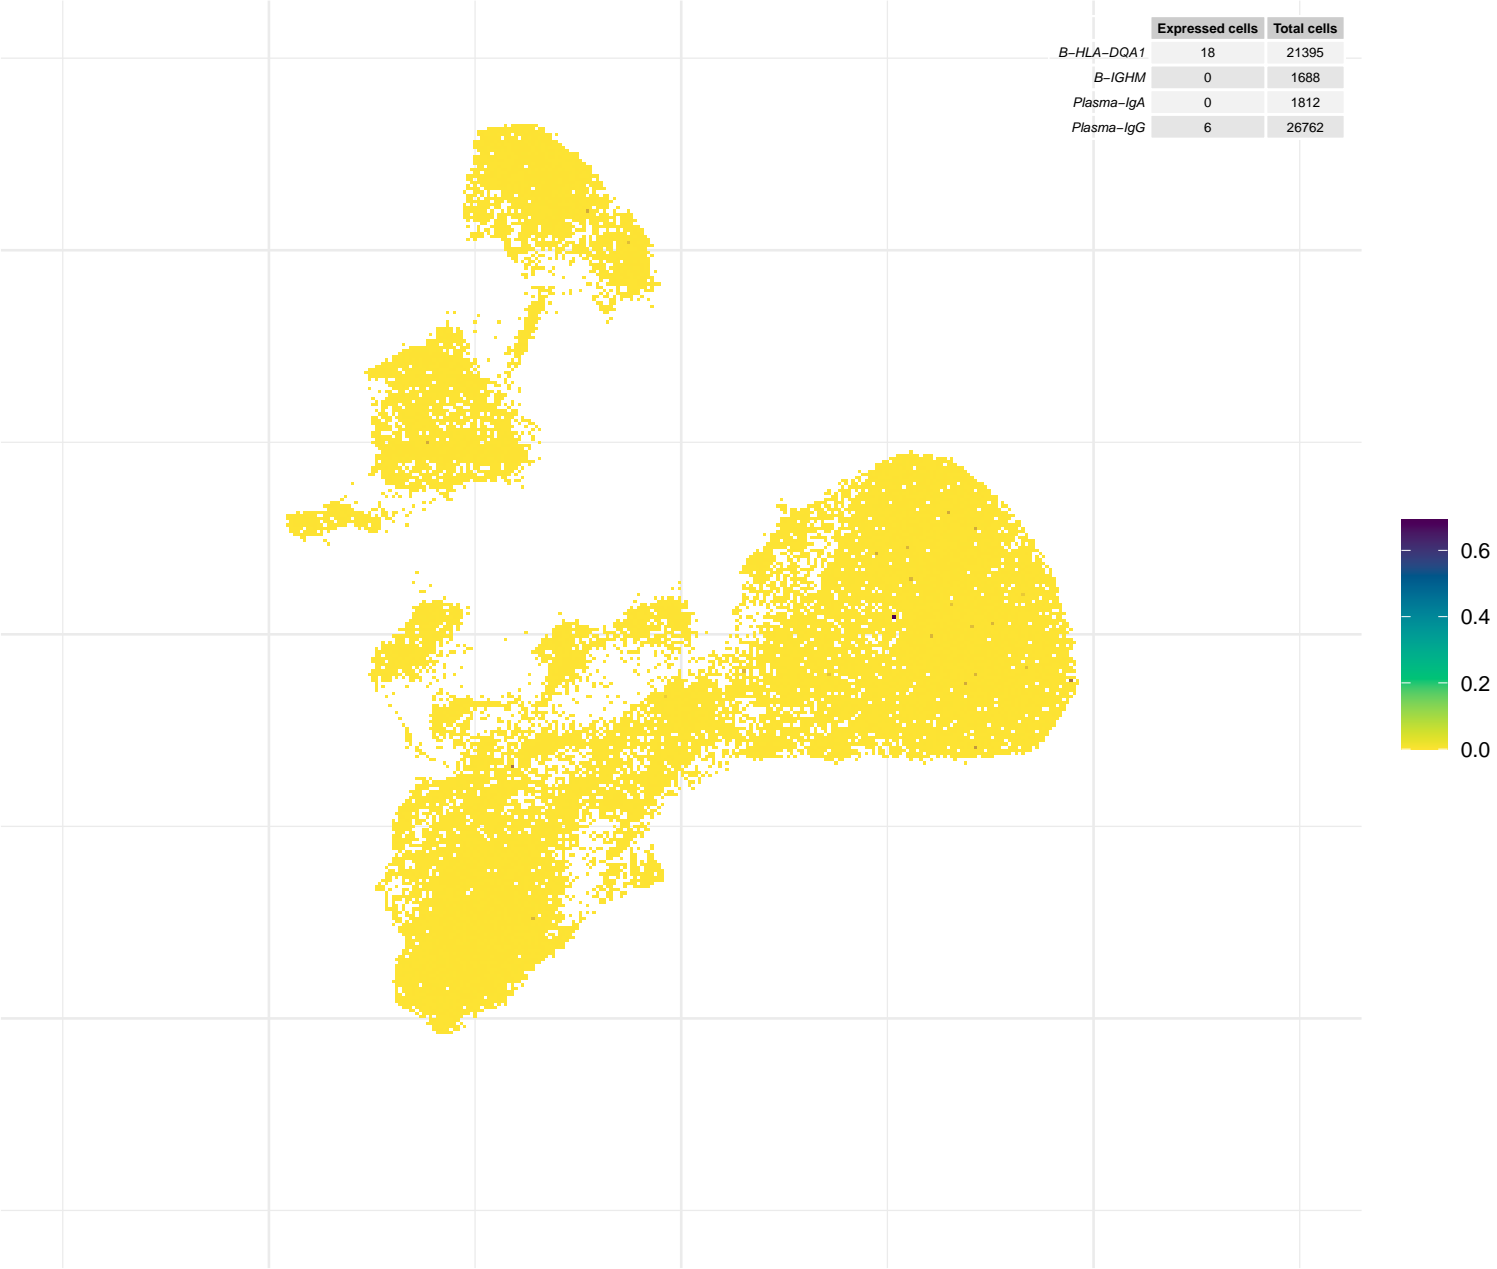 Expressed cells Total cells
B−HLA−DQA1 18 21395
B−IGHM 0 1688
Plasma−IgA 0 1812
Plasma−IgG 6 26762
0.6
0.4
0.2
0.0